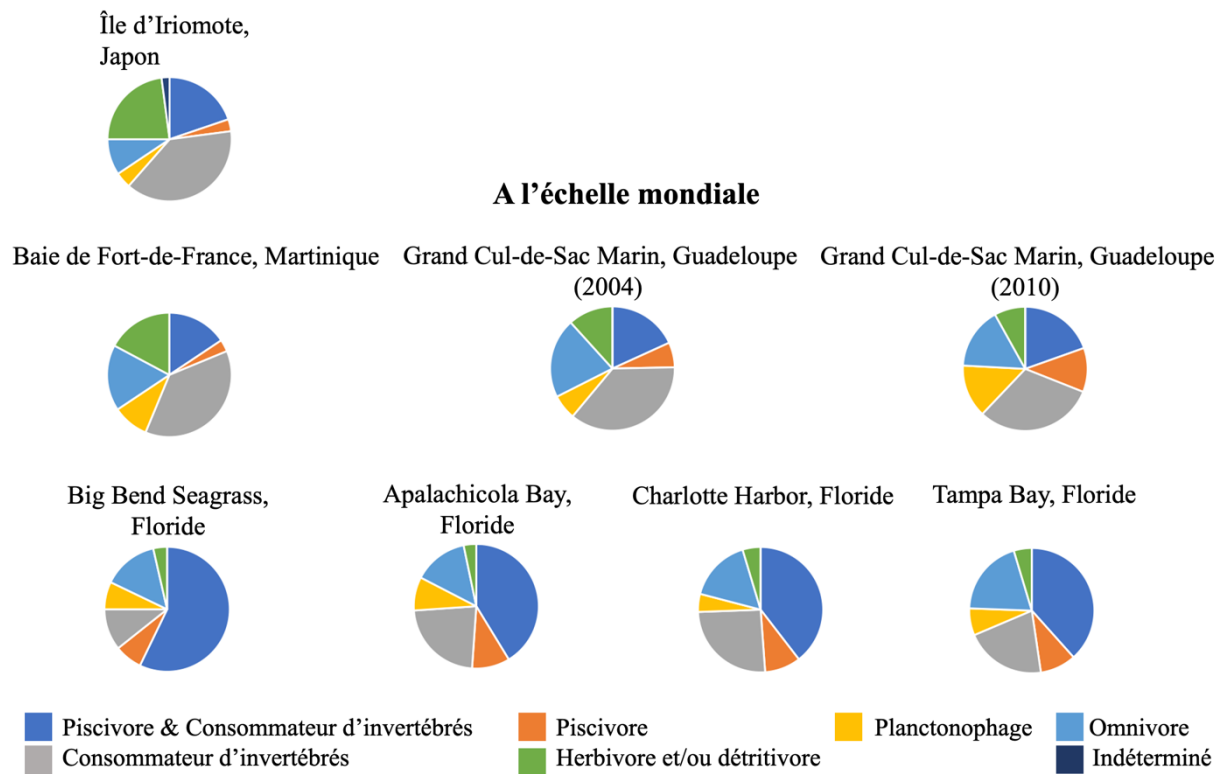 Île d'Iriomote,
Japon
A l'échelle mondiale
Baie de Fort-de-France, Martinique
Grand Cul-de-Sac Marin, Guadeloupe
(2004)
Grand Cul-de-Sac Marin, Guadeloupe
(2010)
Big Bend Seagrass,
Floride
Apalachicola Bay,
Floride
Charlotte Harbor, Floride
Tampa Bay, Floride
Piscivore & Consommateur d'invertébrés
Piscivore
Planctonophage
Omnivore
Consommateur d'invertébrés
Herbivore et/ou détritivore
Indéterminé